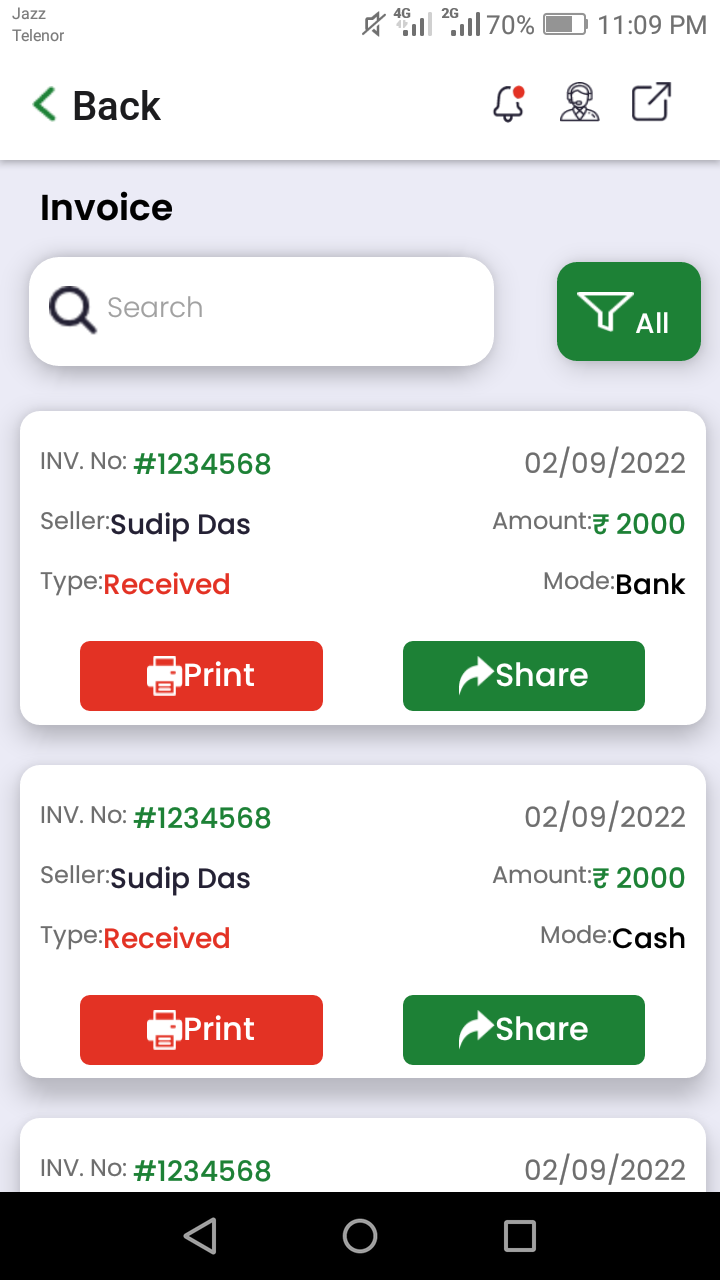 Jazz
Telenor
4G 2G 70% 11:09 PM
Back
Invoice
Search
All
INV. No: #1234568 02/09/2022
Seller:Sudip Das Amount:₹ 2000
Type:Received Mode:Bank
Print Share
INV. No: #1234568 02/09/2022
Seller:Sudip Das Amount:₹ 2000
Type:Received Mode:Cash
Print Share
INV. No: #1234568 02/09/2022